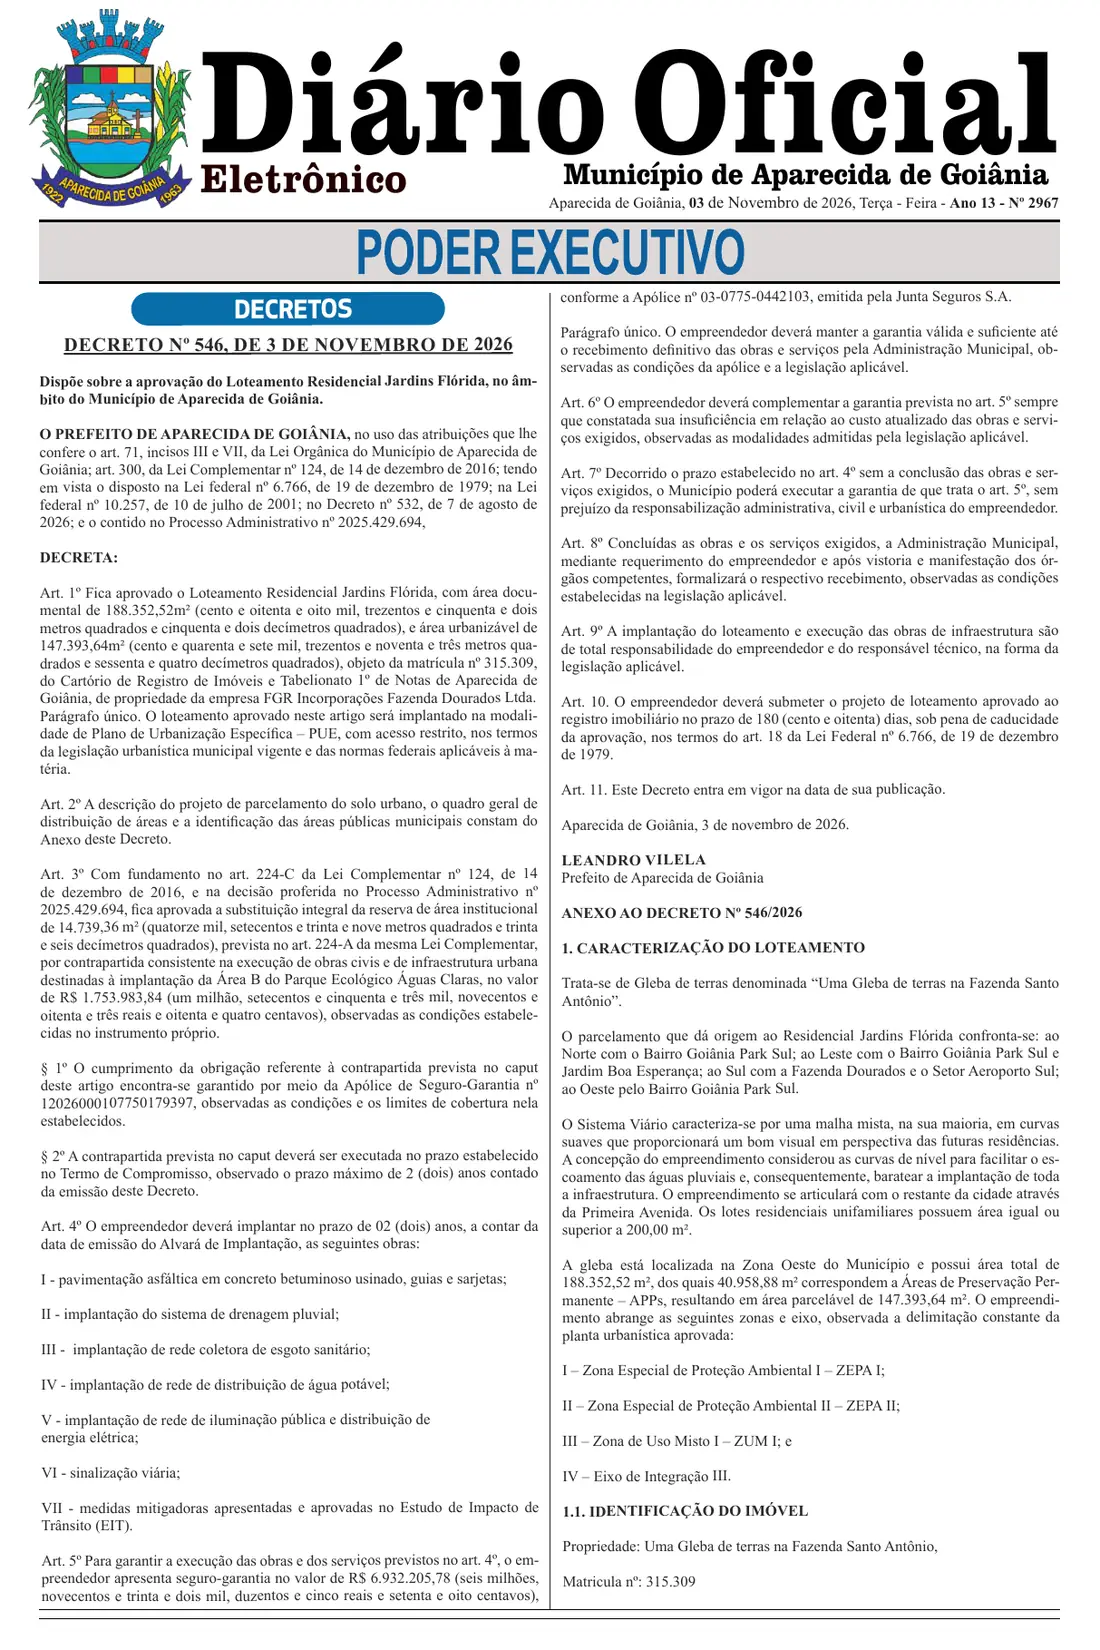 1922 APARECIDA DE GOIÂNIA 1963
Diário Oficial
Eletrônico
Município de Aparecida de Goiânia
Aparecida de Goiânia, 03 de Novembro de 2026, Terça - Feira - Ano 13 - Nº 2967
PODER EXECUTIVO
DECRETOS
DECRETO Nº 546, DE 3 DE NOVEMBRO DE 2026
Dispõe sobre a aprovação do Loteamento Residencial Jardins Flórida, no âm-
bito do Município de Aparecida de Goiânia.
O PREFEITO DE APARECIDA DE GOIÂNIA, no uso das atribuições que lhe
confere o art. 71, incisos III e VII, da Lei Orgânica do Município de Aparecida de
Goiânia; art. 300, da Lei Complementar nº 124, de 14 de dezembro de 2016; tendo
em vista o disposto na Lei federal nº 6.766, de 19 de dezembro de 1979; na Lei
federal nº 10.257, de 10 de julho de 2001; no Decreto nº 532, de 7 de agosto de
2026; e o contido no Processo Administrativo nº 2025.429.694,
DECRETA:
Art. 1º Fica aprovado o Loteamento Residencial Jardins Flórida, com área docu-
mental de 188.352,52m² (cento e oitenta e oito mil, trezentos e cinquenta e dois
metros quadrados e cinquenta e dois decímetros quadrados), e área urbanizável de
147.393,64m² (cento e quarenta e sete mil, trezentos e noventa e três metros qua-
drados e sessenta e quatro decímetros quadrados), objeto da matrícula nº 315.309,
do Cartório de Registro de Imóveis e Tabelionato 1º de Notas de Aparecida de
Goiânia, de propriedade da empresa FGR Incorporações Fazenda Dourados Ltda.
Parágrafo único. O loteamento aprovado neste artigo será implantado na modali-
dade de Plano de Urbanização Específica – PUE, com acesso restrito, nos termos
da legislação urbanística municipal vigente e das normas federais aplicáveis à ma-
téria.
Art. 2º A descrição do projeto de parcelamento do solo urbano, o quadro geral de
distribuição de áreas e a identificação das áreas públicas municipais constam do
Anexo deste Decreto.
Art. 3º Com fundamento no art. 224-C da Lei Complementar nº 124, de 14
de dezembro de 2016, e na decisão proferida no Processo Administrativo nº
2025.429.694, fica aprovada a substituição integral da reserva de área institucional
de 14.739,36 m² (quatorze mil, setecentos e trinta e nove metros quadrados e trinta
e seis decímetros quadrados), prevista no art. 224-A da mesma Lei Complementar,
por contrapartida consistente na execução de obras civis e de infraestrutura urbana
destinadas à implantação da Área B do Parque Ecológico Águas Claras, no valor
de R$ 1.753.983,84 (um milhão, setecentos e cinquenta e três mil, novecentos e
oitenta e três reais e oitenta e quatro centavos), observadas as condições estabele-
cidas no instrumento próprio.
§ 1º O cumprimento da obrigação referente à contrapartida prevista no caput
deste artigo encontra-se garantido por meio da Apólice de Seguro-Garantia nº
12026000107750179397, observadas as condições e os limites de cobertura nela
estabelecidos.
§ 2º A contrapartida prevista no caput deverá ser executada no prazo estabelecido
no Termo de Compromisso, observado o prazo máximo de 2 (dois) anos contado
da emissão deste Decreto.
Art. 4º O empreendedor deverá implantar no prazo de 02 (dois) anos, a contar da
data de emissão do Alvará de Implantação, as seguintes obras:
I - pavimentação asfáltica em concreto betuminoso usinado, guias e sarjetas;
II - implantação do sistema de drenagem pluvial;
III -  implantação de rede coletora de esgoto sanitário;
IV - implantação de rede de distribuição de água potável;
V - implantação de rede de iluminação pública e distribuição de
energia elétrica;
VI - sinalização viária;
VII - medidas mitigadoras apresentadas e aprovadas no Estudo de Impacto de
Trânsito (EIT).
Art. 5º Para garantir a execução das obras e dos serviços previstos no art. 4º, o em-
preendedor apresenta seguro-garantia no valor de R$ 6.932.205,78 (seis milhões,
novecentos e trinta e dois mil, duzentos e cinco reais e setenta e oito centavos),
conforme a Apólice nº 03-0775-0442103, emitida pela Junta Seguros S.A.
Parágrafo único. O empreendedor deverá manter a garantia válida e suficiente até
o recebimento definitivo das obras e serviços pela Administração Municipal, ob-
servadas as condições da apólice e a legislação aplicável.
Art. 6º O empreendedor deverá complementar a garantia prevista no art. 5º sempre
que constatada sua insuficiência em relação ao custo atualizado das obras e servi-
ços exigidos, observadas as modalidades admitidas pela legislação aplicável.
Art. 7º Decorrido o prazo estabelecido no art. 4º sem a conclusão das obras e ser-
viços exigidos, o Município poderá executar a garantia de que trata o art. 5º, sem
prejuízo da responsabilização administrativa, civil e urbanística do empreendedor.
Art. 8º Concluídas as obras e os serviços exigidos, a Administração Municipal,
mediante requerimento do empreendedor e após vistoria e manifestação dos ór-
gãos competentes, formalizará o respectivo recebimento, observadas as condições
estabelecidas na legislação aplicável.
Art. 9º A implantação do loteamento e execução das obras de infraestrutura são
de total responsabilidade do empreendedor e do responsável técnico, na forma da
legislação aplicável.
Art. 10. O empreendedor deverá submeter o projeto de loteamento aprovado ao
registro imobiliário no prazo de 180 (cento e oitenta) dias, sob pena de caducidade
da aprovação, nos termos do art. 18 da Lei Federal nº 6.766, de 19 de dezembro
de 1979.
Art. 11. Este Decreto entra em vigor na data de sua publicação.
Aparecida de Goiânia, 3 de novembro de 2026.
LEANDRO VILELA
Prefeito de Aparecida de Goiânia
ANEXO AO DECRETO Nº 546/2026
1. CARACTERIZAÇÃO DO LOTEAMENTO
Trata-se de Gleba de terras denominada “Uma Gleba de terras na Fazenda Santo
Antônio”.
O parcelamento que dá origem ao Residencial Jardins Flórida confronta-se: ao
Norte com o Bairro Goiânia Park Sul; ao Leste com o Bairro Goiânia Park Sul e
Jardim Boa Esperança; ao Sul com a Fazenda Dourados e o Setor Aeroporto Sul;
ao Oeste pelo Bairro Goiânia Park Sul.
O Sistema Viário caracteriza-se por uma malha mista, na sua maioria, em curvas
suaves que proporcionará um bom visual em perspectiva das futuras residências.
A concepção do empreendimento considerou as curvas de nível para facilitar o es-
coamento das águas pluviais e, consequentemente, baratear a implantação de toda
a infraestrutura. O empreendimento se articulará com o restante da cidade através
da Primeira Avenida. Os lotes residenciais unifamiliares possuem área igual ou
superior a 200,00 m².
A gleba está localizada na Zona Oeste do Município e possui área total de
188.352,52 m², dos quais 40.958,88 m² correspondem a Áreas de Preservação Per-
manente – APPs, resultando em área parcelável de 147.393,64 m². O empreendi-
mento abrange as seguintes zonas e eixo, observada a delimitação constante da
planta urbanística aprovada:
I – Zona Especial de Proteção Ambiental I – ZEPA I;
II – Zona Especial de Proteção Ambiental II – ZEPA II;
III – Zona de Uso Misto I – ZUM I; e
IV – Eixo de Integração III.
1.1. IDENTIFICAÇÃO DO IMÓVEL
Propriedade: Uma Gleba de terras na Fazenda Santo Antônio,
Matricula nº: 315.309